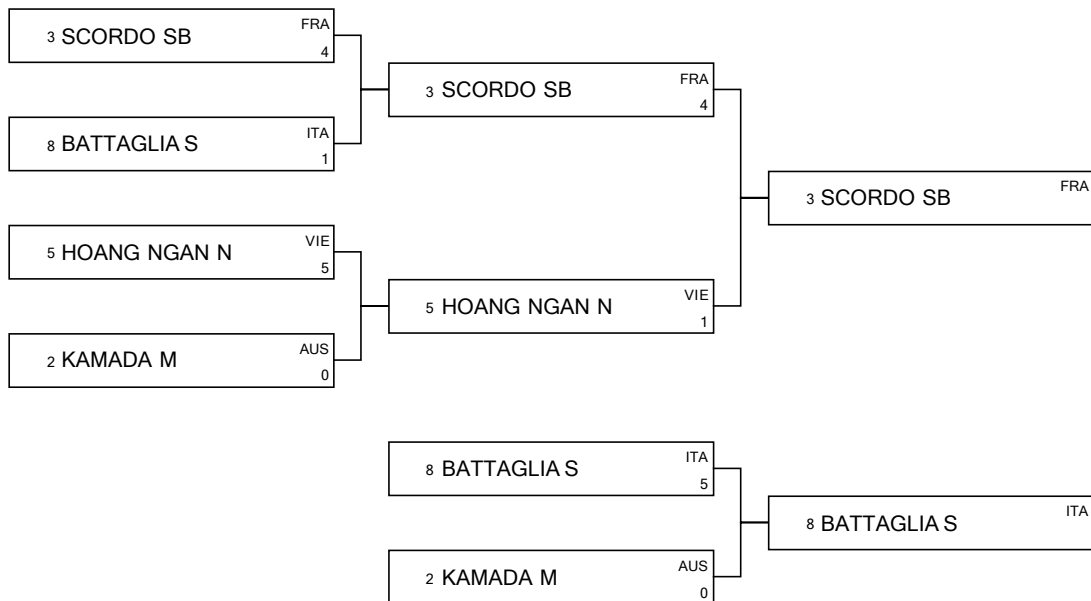 3 SCORDO SB FRA 4
8 BATTAGLIA S ITA 1
5 HOANG NGAN N VIE 5
2 KAMADA M AUS 0
3 SCORDO SB FRA 4
5 HOANG NGAN N VIE 1
3 SCORDO SB FRA
8 BATTAGLIA S ITA 5
2 KAMADA M AUS 0
8 BATTAGLIA S ITA